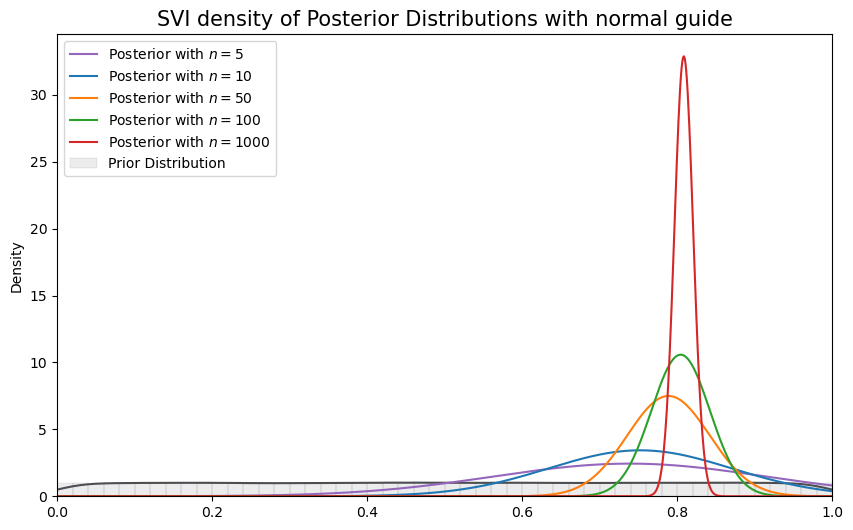 SVI density of Posterior Distributions with normal guide
Posterior with n = 5
Posterior with n = 10
Posterior with n = 50
Posterior with n = 100
Posterior with n = 1000
Prior Distribution
Density
30
25
20
15
10
5
0
0.0 0.2 0.4 0.6 0.8 1.0